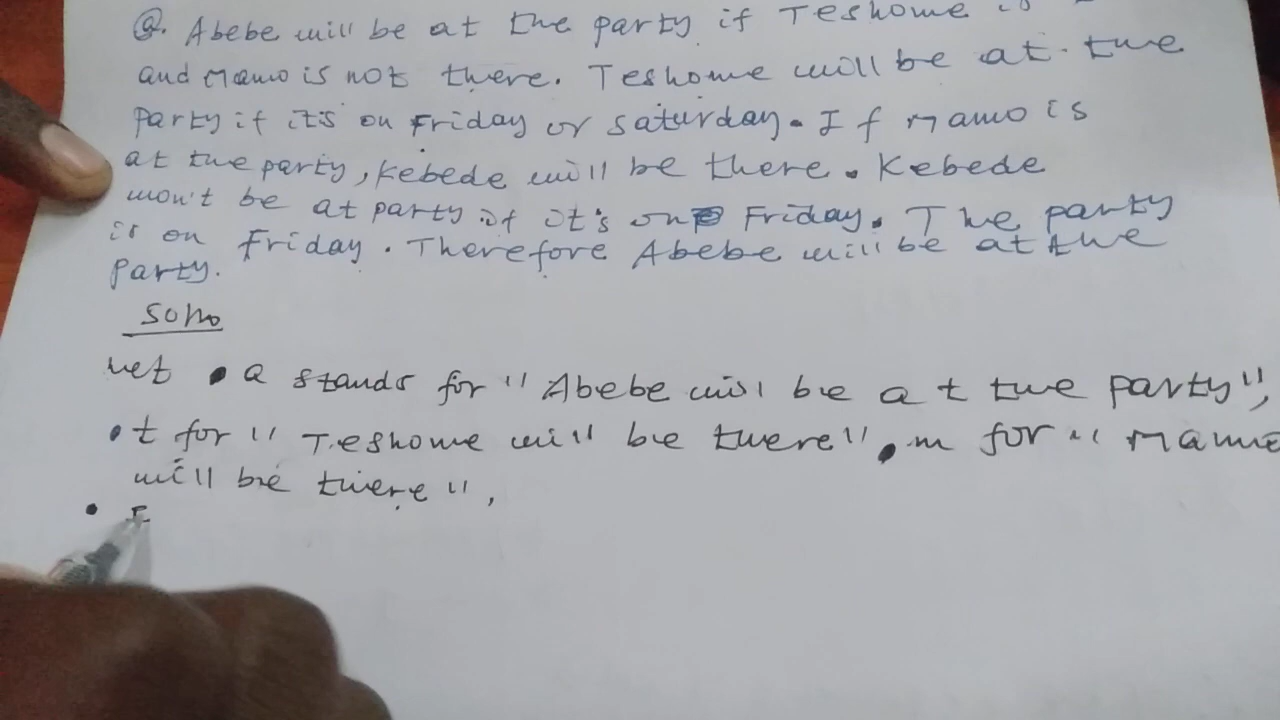 Q. Abebe will be at the party if Teshome is
and Mamo is not there. Teshome will be at the
party if it's on Friday or Saturday. If Mamo is
at the party, Kebede will be there. Kebede
won't be at party if it's on Friday. The party
is on Friday. Therefore Abebe will be at the
party.
Soln
Let • a stands for "Abebe will be at the party",
• t for "Teshome will be there", • m for "Mamo
will be there",
•